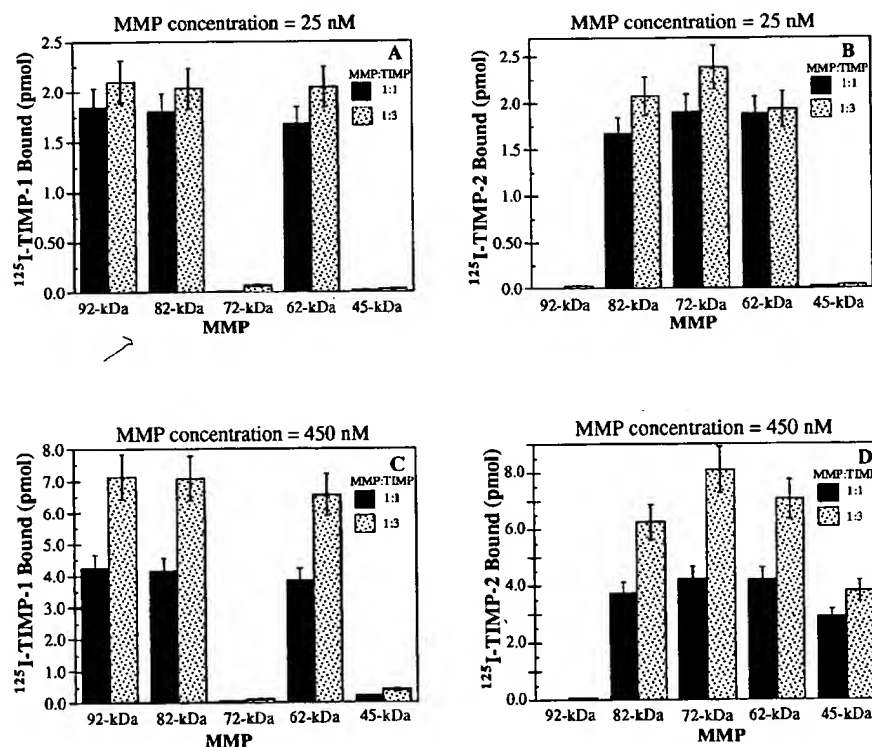 MMP concentration = 25 nM
A
MMP:TIMP
1:1
1:3
¹²⁵I-TIMP-1 Bound (pmol)
2.5
2.0
1.5
1.0
0.50
0.0
92-kDa 82-kDa 72-kDa 62-kDa 45-kDa
MMP
MMP concentration = 25 nM
B
MMP:TIMP
1:1
1:3
¹²⁵I-TIMP-2 Bound (pmol)
2.5
2.0
1.5
1.0
0.50
0.0
92-kDa 82-kDa 72-kDa 62-kDa 45-kDa
MMP
MMP concentration = 450 nM
C
MMP:TIMP
1:1
1:3
¹²⁵I-TIMP-1 Bound (pmol)
8.0
7.0
6.0
5.0
4.0
3.0
2.0
1.0
0.0
92-kDa 82-kDa 72-kDa 62-kDa 45-kDa
MMP
MMP concentration = 450 nM
D
MMP:TIMP
1:1
1:3
¹²⁵I-TIMP-2 Bound (pmol)
8.0
6.0
4.0
2.0
0.0
92-kDa 82-kDa 72-kDa 62-kDa 45-kDa
MMP